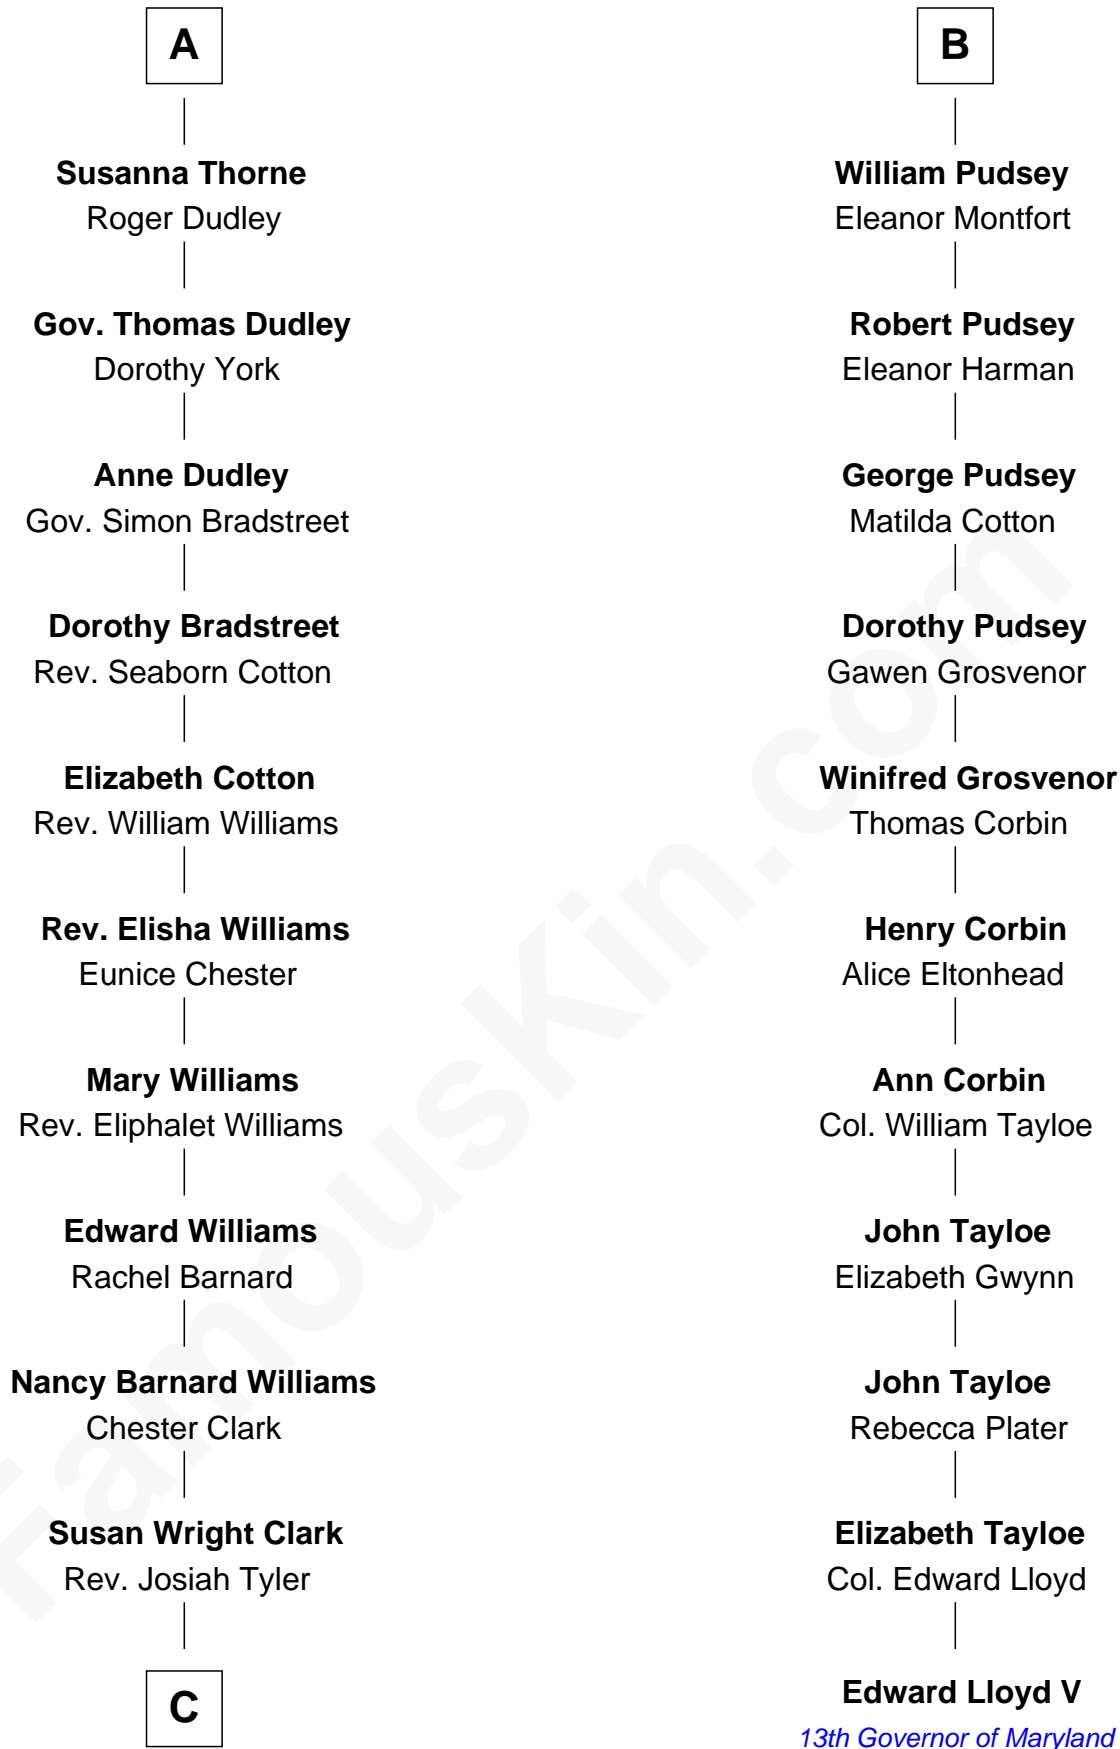 A
Susanna Thorne
Roger Dudley
Gov. Thomas Dudley
Dorothy York
Anne Dudley
Gov. Simon Bradstreet
Dorothy Bradstreet
Rev. Seaborn Cotton
Elizabeth Cotton
Rev. William Williams
Rev. Elisha Williams
Eunice Chester
Mary Williams
Rev. Eliphalet Williams
Edward Williams
Rachel Barnard
Nancy Barnard Williams
Chester Clark
Susan Wright Clark
Rev. Josiah Tyler
C
B
William Pudsey
Eleanor Montfort
Robert Pudsey
Eleanor Harman
George Pudsey
Matilda Cotton
Dorothy Pudsey
Gawen Grosvenor
Winifred Grosvenor
Thomas Corbin
Henry Corbin
Alice Eltonhead
Ann Corbin
Col. William Tayloe
John Tayloe
Elizabeth Gwynn
John Tayloe
Rebecca Plater
Elizabeth Tayloe
Col. Edward Lloyd
Edward Lloyd V
13th Governor of Maryland
FamousKin.com